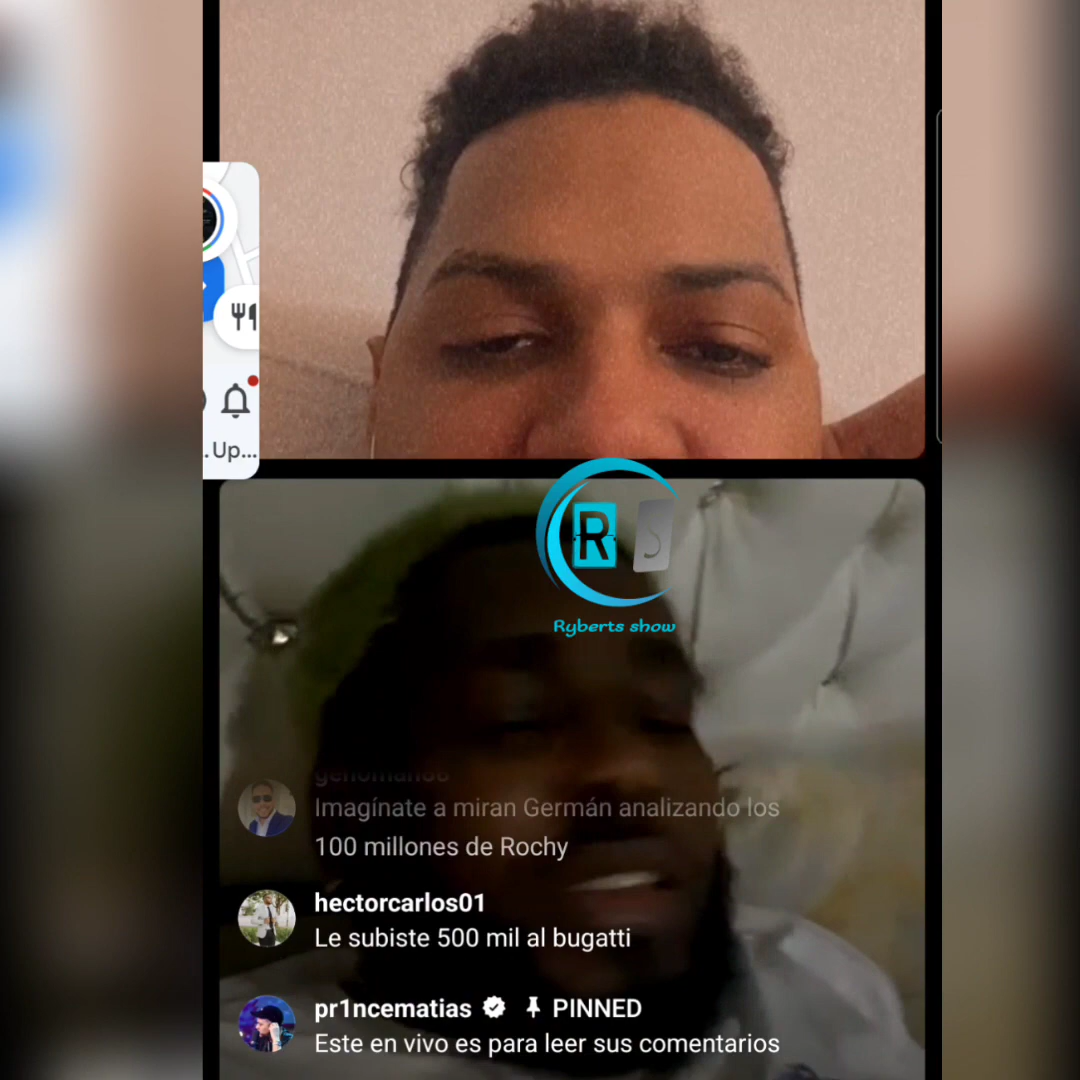 .Up...
R S
Ryberts show
genoman08
Imagínate a miran Germán analizando los
100 millones de Rochy
hectorcarlos01
Le subiste 500 mil al bugatti
pr1ncematias PINNED
Este en vivo es para leer sus comentarios